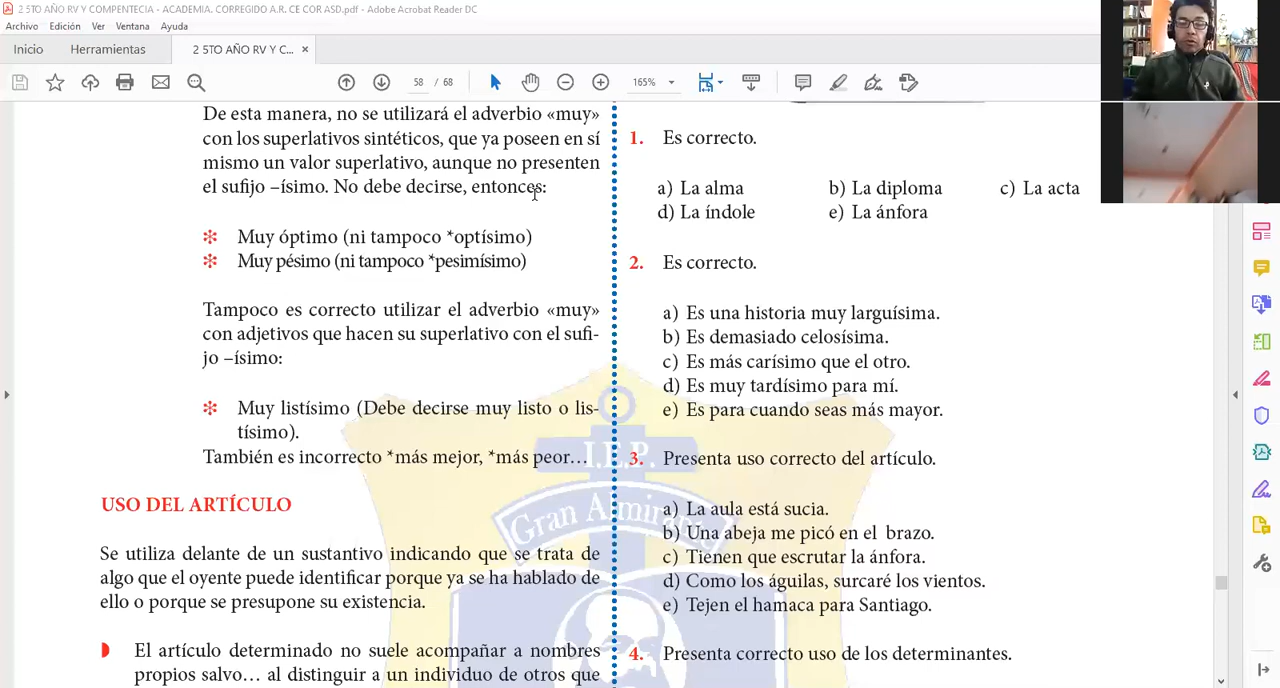 2 5TO AÑO RV Y COMPENTECIA - ACADEMIA. CORREGIDO A.R. CE COR ASD.pdf - Adobe Acrobat Reader DC
Archivo Edición Ver Ventana Ayuda
Inicio Herramientas 2 5TO AÑO RV Y C... ×
58 / 68 165%
De esta manera, no se utilizará el adverbio «muy»
con los superlativos sintéticos, que ya poseen en sí
mismo un valor superlativo, aunque no presenten
el sufijo –ísimo. No debe decirse, entonces:
Muy óptimo (ni tampoco *optísimo)
Muy pésimo (ni tampoco *pesimísimo)
Tampoco es correcto utilizar el adverbio «muy»
con adjetivos que hacen su superlativo con el sufi-
jo –ísimo:
Muy listísimo (Debe decirse muy listo o lis-
tísimo).
También es incorrecto *más mejor, *más peor…
USO DEL ARTÍCULO
Se utiliza delante de un sustantivo indicando que se trata de
algo que el oyente puede identificar porque ya se ha hablado de
ello o porque se presupone su existencia.
El artículo determinado no suele acompañar a nombres
propios salvo… al distinguir a un individuo de otros que
1. Es correcto.
a) La alma b) La diploma c) La acta
d) La índole e) La ánfora
2. Es correcto.
a) Es una historia muy larguísima.
b) Es demasiado celosísima.
c) Es más carísimo que el otro.
d) Es muy tardísimo para mí.
e) Es para cuando seas más mayor.
3. Presenta uso correcto del artículo.
a) La aula está sucia.
b) Una abeja me picó en el brazo.
c) Tienen que escrutar la ánfora.
d) Como los águilas, surcaré los vientos.
e) Tejen el hamaca para Santiago.
4. Presenta correcto uso de los determinantes.
I.E.P.
Gran Almirante